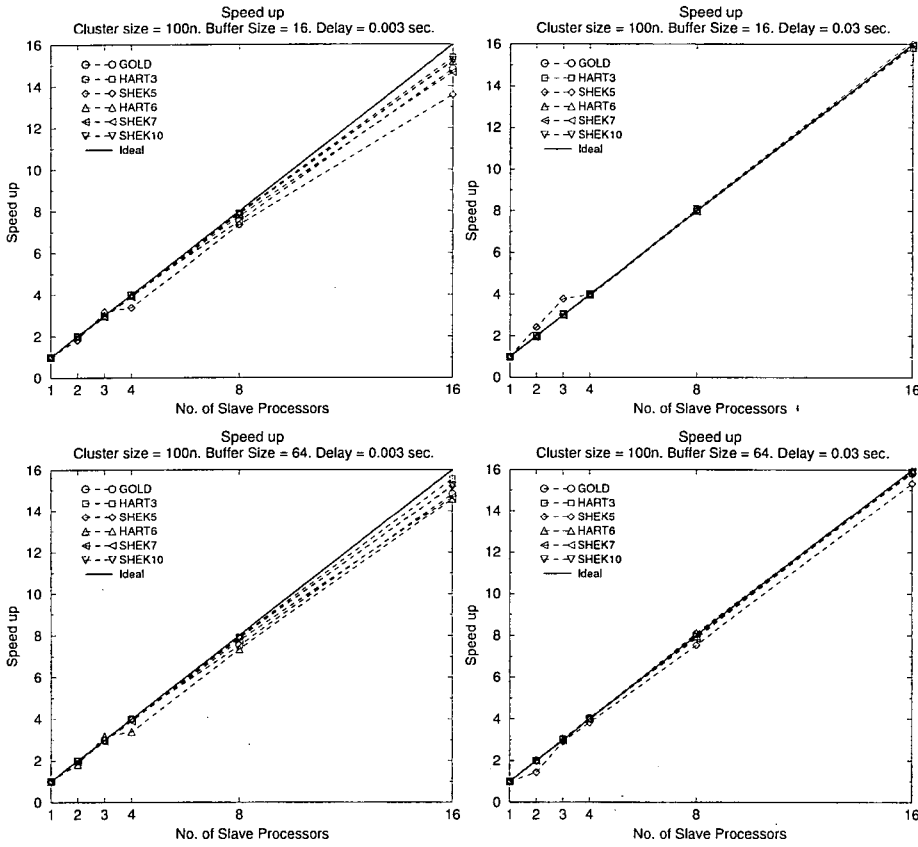 Speed up
Cluster size = 100n. Buffer Size = 16. Delay = 0.003 sec.
16
14
12
10
8
6
4
2
0
Speed up
GOLD
HART3
SHEK5
HART6
SHEK7
SHEK10
Ideal
1 2 3 4 8 16
No. of Slave Processors
Speed up
Cluster size = 100n. Buffer Size = 16. Delay = 0.03 sec.
16
14
12
10
8
6
4
2
0
Speed up
GOLD
HART3
SHEK5
HART6
SHEK7
SHEK10
Ideal
1 2 3 4 8 16
No. of Slave Processors
Speed up
Cluster size = 100n. Buffer Size = 64. Delay = 0.003 sec.
16
14
12
10
8
6
4
2
0
Speed up
GOLD
HART3
SHEK5
HART6
SHEK7
SHEK10
Ideal
1 2 3 4 8 16
No. of Slave Processors
Speed up
Cluster size = 100n. Buffer Size = 64. Delay = 0.03 sec.
16
14
12
10
8
6
4
2
0
Speed up
GOLD
HART3
SHEK5
HART6
SHEK7
SHEK10
Ideal
1 2 3 4 8 16
No. of Slave Processors